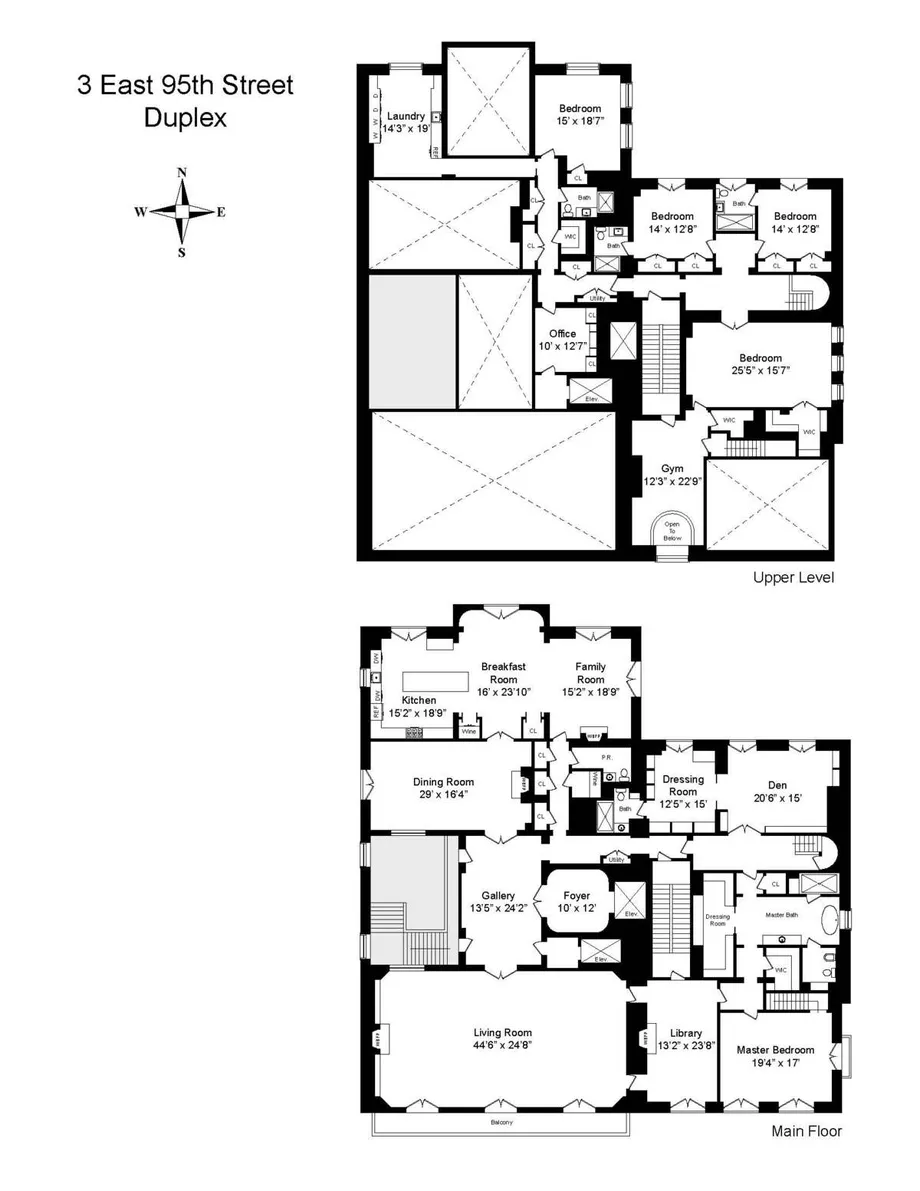 3 East 95th Street
Duplex
N
W
E
S
Laundry
14'3" x 19'
W W D D
REF
Bedroom
15' x 18'7"
CL
Bath
CL
WIC
CL
Bath
CL
Bedroom
14' x 12'8"
CL
CL
Bath
Bedroom
14' x 12'8"
CL
CL
Utility
CL
Office
10' x 12'7"
CL
Elev.
Bedroom
25'5" x 15'7"
WIC
WIC
Gym
12'3" x 22'9"
Open
To
Below
Upper Level
DW
DW
REF
Kitchen
15'2" x 18'9"
Breakfast
Room
16' x 23'10"
Wine
CL
Family
Room
15'2" x 18'9"
WBFP
Dining Room
29' x 16'4"
WBFP
CL
CL
CL
P.R.
Wine
Bath
Dressing
Room
12'5" x 15'
Den
20'6" x 15'
Utility
Gallery
13'5" x 24'2"
Foyer
10' x 12'
Elev.
Elev.
Dressing
Room
CL
Master Bath
WIC
Living Room
44'6" x 24'8"
WBFP
Library
13'2" x 23'8"
WBFP
Master Bedroom
19'4" x 17'
Balcony
Main Floor